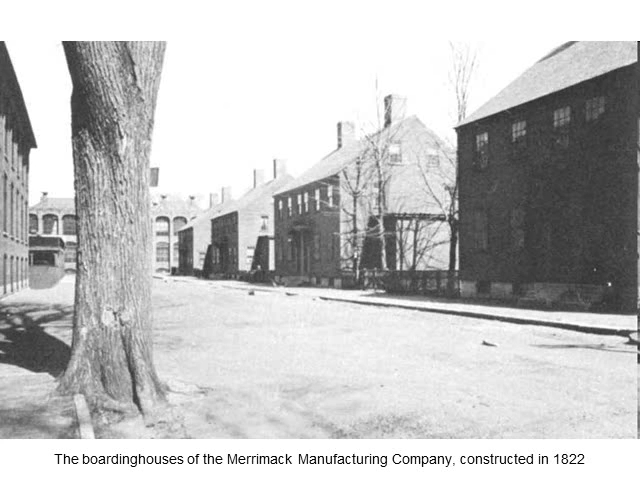 The boardinghouses of the Merrimack Manufacturing Company, constructed in 1822